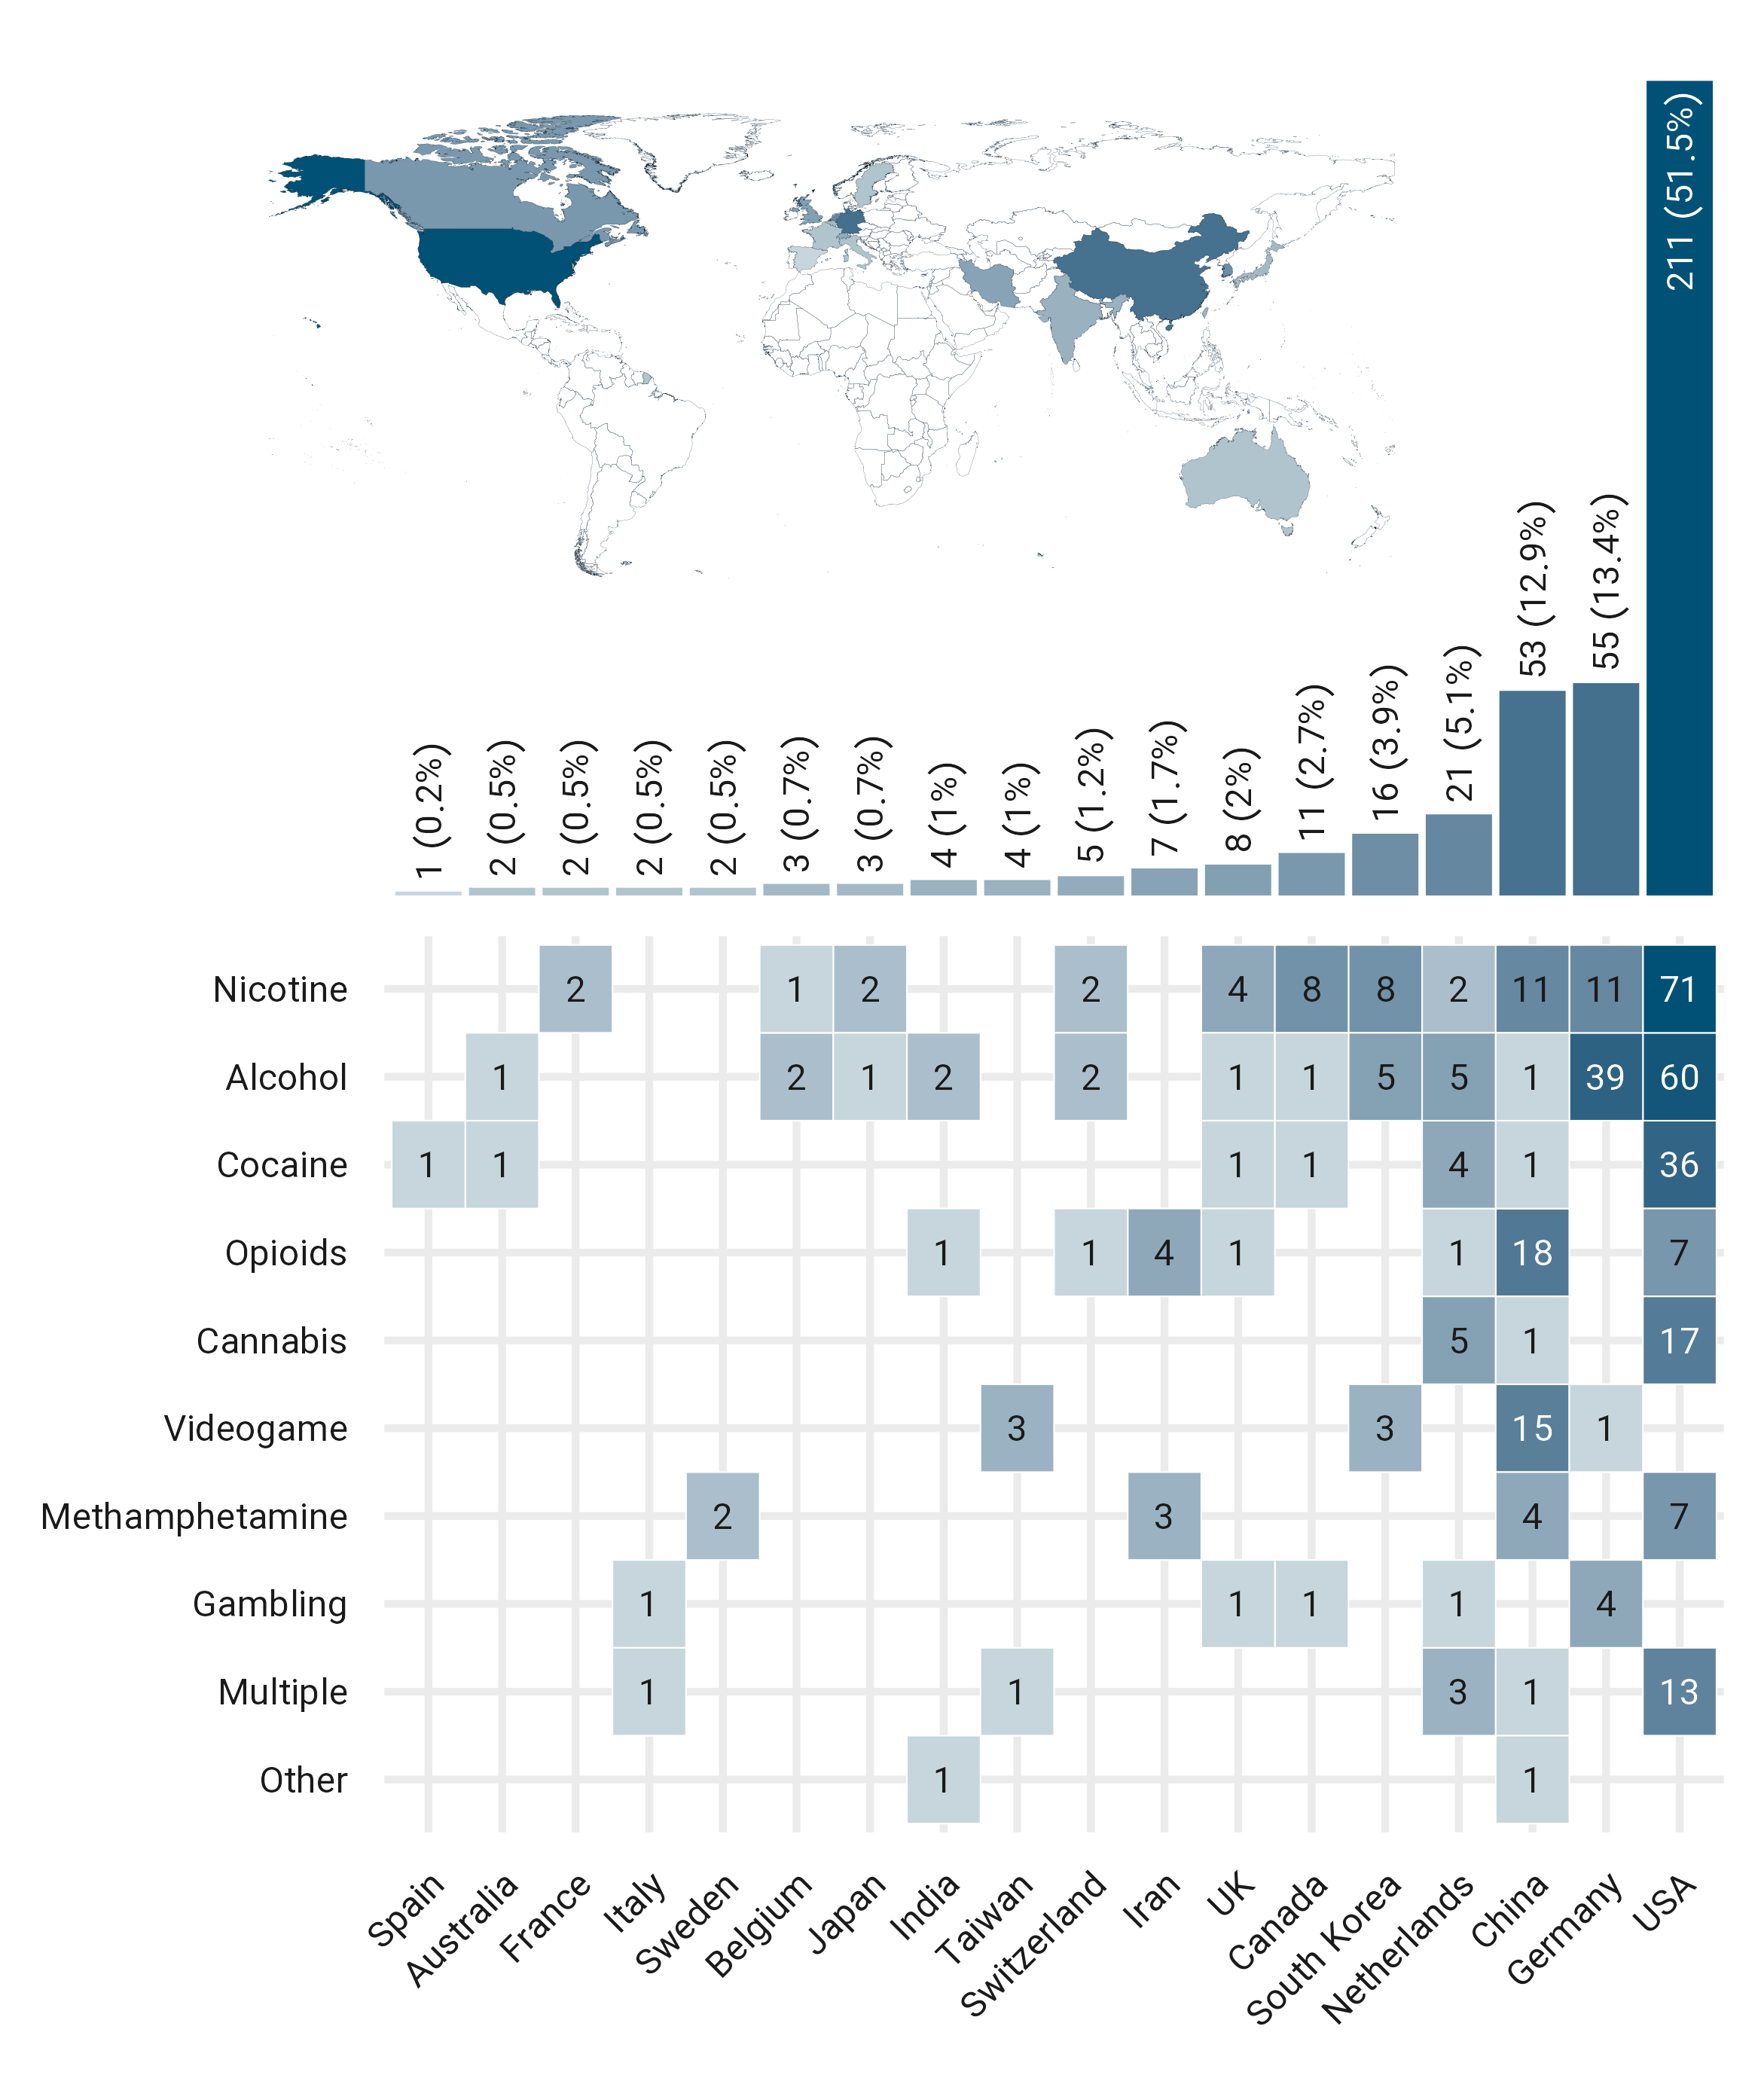 211 (51.5%)
55 (13.4%)
53 (12.9%)
21 (5.1%)
16 (3.9%)
11 (2.7%)
8 (2%)
7 (1.7%)
5 (1.2%)
4 (1%)
4 (1%)
3 (0.7%)
3 (0.7%)
2 (0.5%)
2 (0.5%)
2 (0.5%)
2 (0.5%)
1 (0.2%)
Nicotine 2 1 2 2 4 8 8 2 11 11 71
Alcohol 1 2 1 2 2 1 1 5 5 1 39 60
Cocaine 1 1 1 1 4 1 36
Opioids 1 1 4 1 1 18 7
Cannabis 5 1 17
Videogame 3 3 15 1
Methamphetamine 2 3 4 7
Gambling 1 1 1 1 4
Multiple 1 1 3 1 13
Other 1 1
Spain
Australia
France
Italy
Sweden
Belgium
Japan
India
Taiwan
Switzerland
Iran
UK
Canada
South Korea
Netherlands
China
Germany
USA